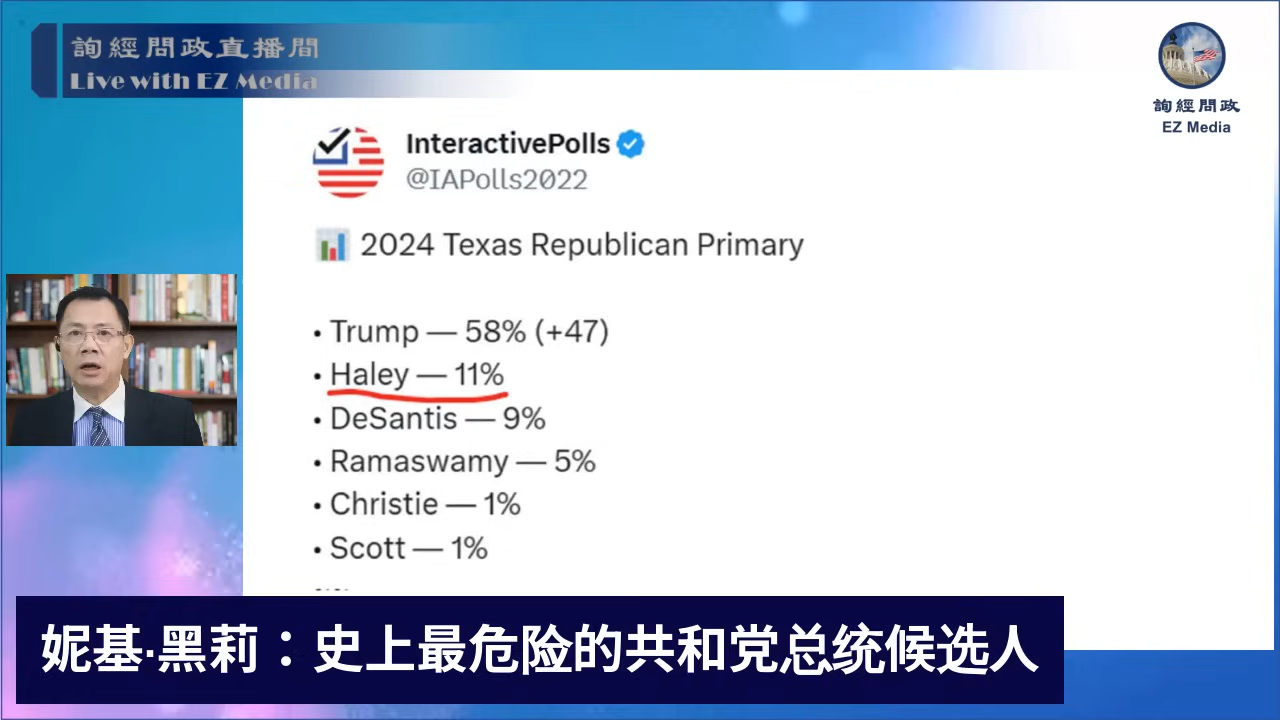 詢經問政直播間
Live with EZ Media
詢經問政
EZ Media
InteractivePolls
@IAPolls2022
2024 Texas Republican Primary
• Trump — 58% (+47)
• Haley — 11%
• DeSantis — 9%
• Ramaswamy — 5%
• Christie — 1%
• Scott — 1%
妮基·黑莉：史上最危险的共和党总统候选人